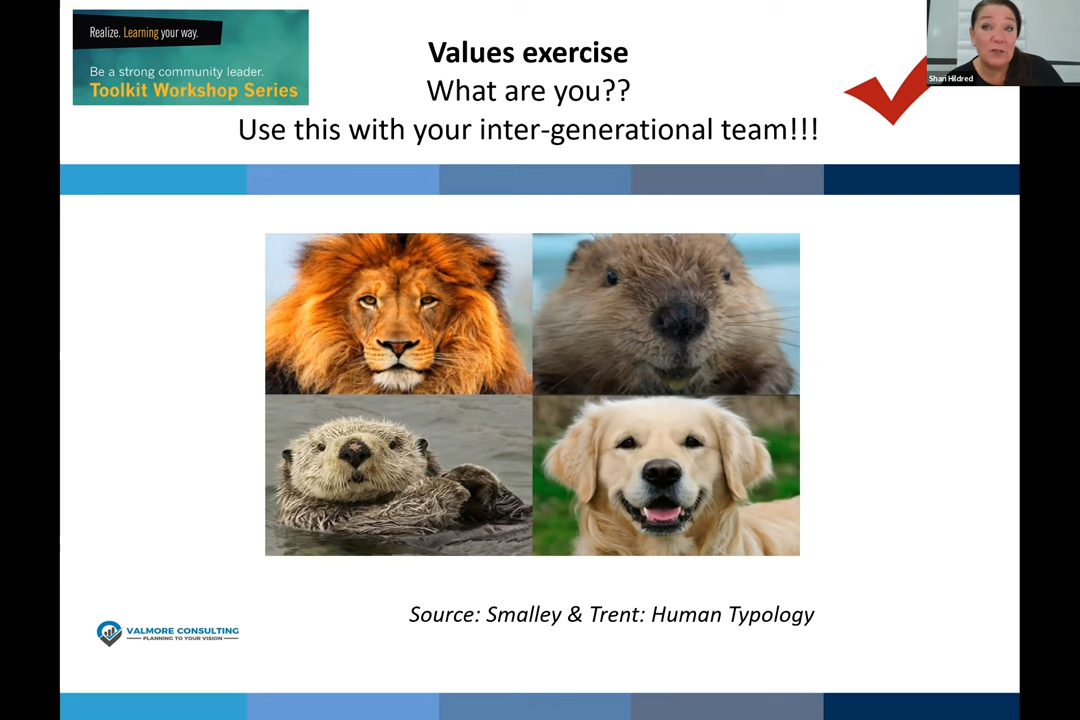 Realize. Learning your way.
Be a strong community leader.
Toolkit Workshop Series
Values exercise
What are you??
Use this with your inter-generational team!!!
Shari Hildred
Source: Smalley & Trent: Human Typology
VALMORE CONSULTING
PLANNING TO YOUR VISION